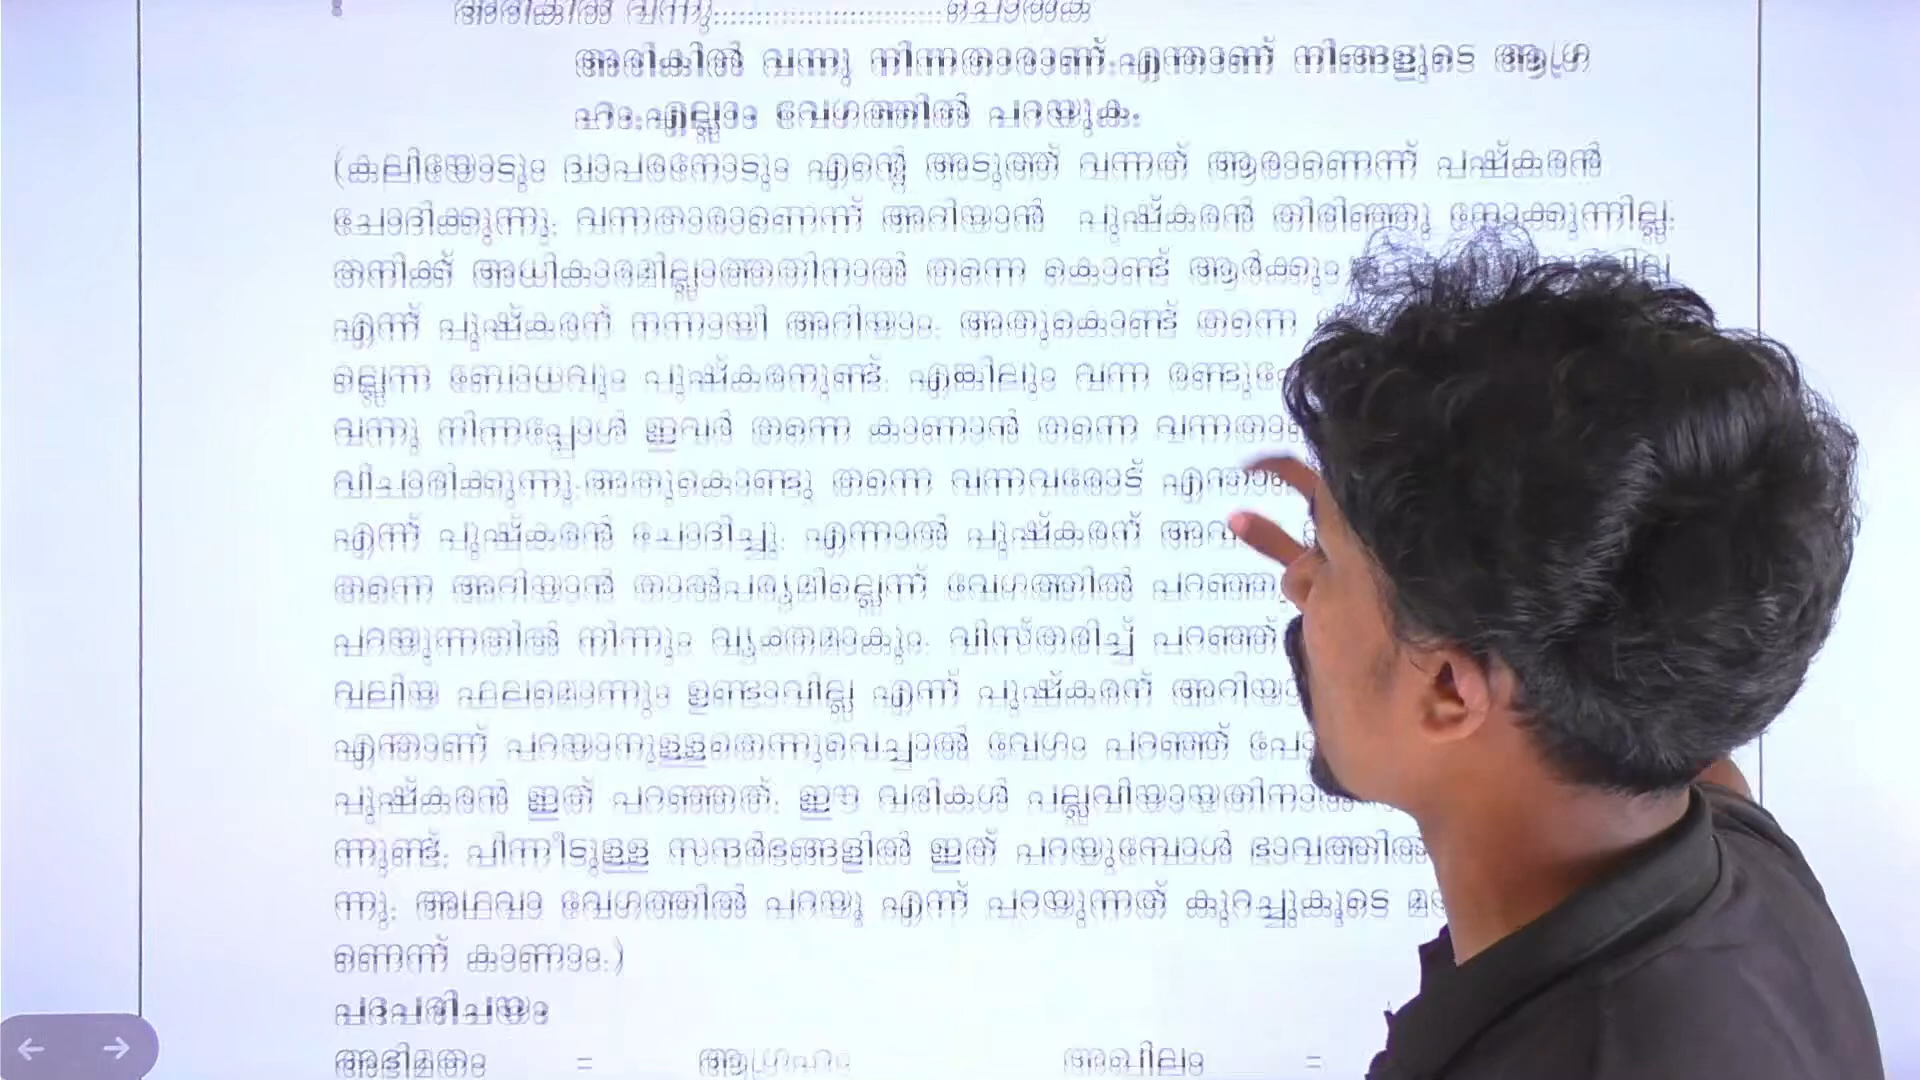 അരികിൽ വന്നു..........................ചൊൽക
അരികിൽ വന്നു നിന്നതാരാണ്.എന്താണ് നിങ്ങളുടെ ആഗ്ര
ഹം.എല്ലാം വേഗത്തിൽ പറയുക.
(കലിയോടും ദ്വാപരനോടും എന്റെ അടുത്ത് വന്നത് ആരാണെന്ന് പഷ്കരൻ
ചോദിക്കുന്നു. വന്നതാരാണെന്ന് അറിയാൻ പുഷ്കരൻ തിരിഞ്ഞു നോക്കുന്നില്ല.
തനിക്ക് അധികാരമില്ലാത്തതിനാൽ തന്നെ കൊണ്ട് ആർക്കും
എന്ന് പുഷ്കരന് നന്നായി അറിയാം. അതുകൊണ്ട് തന്നെ
ല്ലെന്ന ബോധവും പുഷ്കരനുണ്ട്. എങ്കിലും വന്ന
വന്നു നിന്നപ്പോൾ ഇവർ തന്നെ കാണാൻ തന്നെ
വിചാരിക്കുന്നു.അതുകൊണ്ടു തന്നെ വന്നവരോട്
എന്ന് പുഷ്കരൻ ചോദിച്ചു. എന്നാൽ പുഷ്കരന്
തന്നെ അറിയാൻ താൽപര്യമില്ലെന്ന് വേഗത്തിൽ
പറയുന്നതിൽ നിന്നും വ്യക്തമാകും. വിസ്തരിച്ച് പറഞ്ഞ്
വലിയ ഫലമൊന്നും ഉണ്ടാവില്ല എന്ന് പുഷ്കരന്
എന്താണ് പറയാനുള്ളതെന്നുവെച്ചാൽ വേഗം പറഞ്ഞ്
പുഷ്കരൻ ഇത് പറഞ്ഞത്. ഈ വരികൾ പല്ലവിയായതിനാൽ
ന്നുണ്ട്. പിന്നീടുള്ള സന്ദർഭങ്ങളിൽ ഇത് പറയുമ്പോൾ ഭാവത്തിൽ
ന്നു. അഥവാ വേഗത്തിൽ പറയു എന്ന് പറയുന്നത് കുറച്ചുകൂടെ
ണെന്ന് കാണാം.)
പദപരിചയം
അഭിമതം = ആഗ്രഹം അഖിലം =